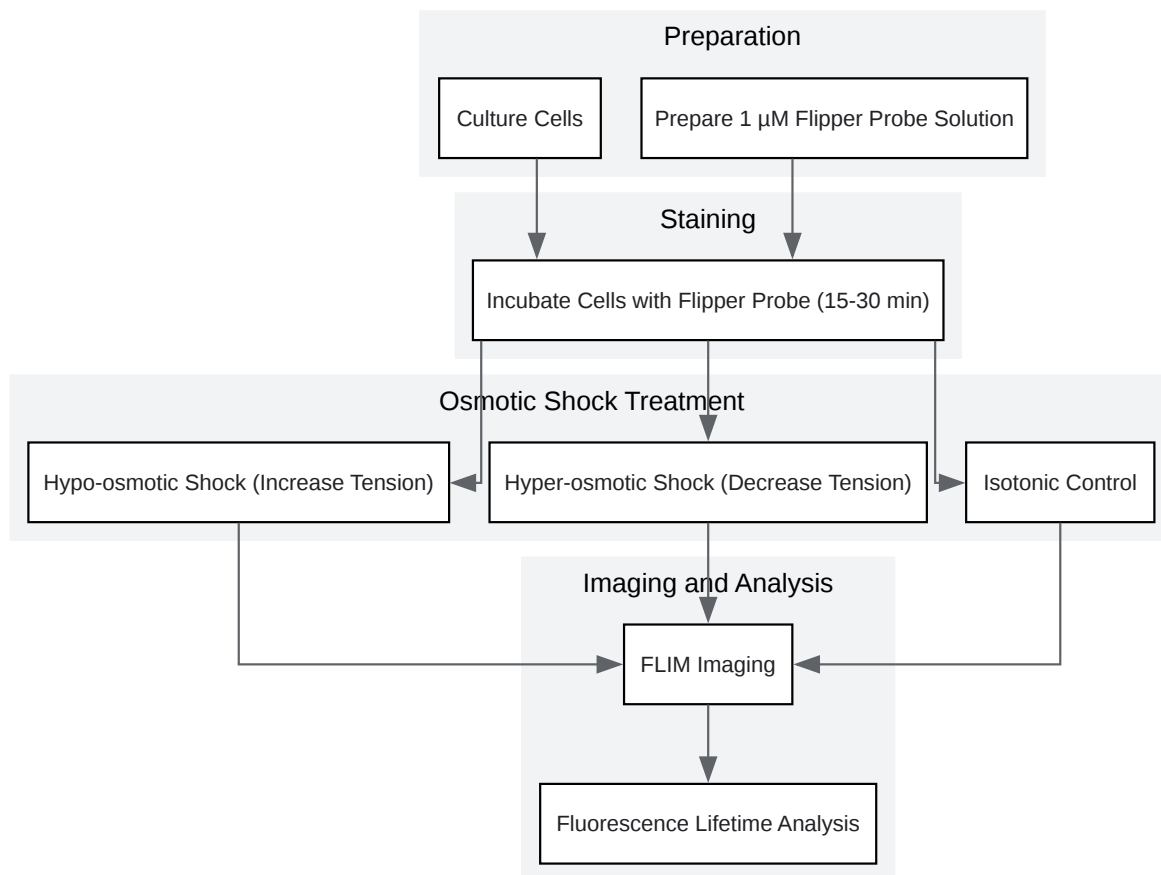 Preparation
Culture Cells
Prepare 1 µM Flipper Probe Solution
Staining
Incubate Cells with Flipper Probe (15-30 min)
Osmotic Shock Treatment
Hypo-osmotic Shock (Increase Tension)
Hyper-osmotic Shock (Decrease Tension)
Isotonic Control
Imaging and Analysis
FLIM Imaging
Fluorescence Lifetime Analysis